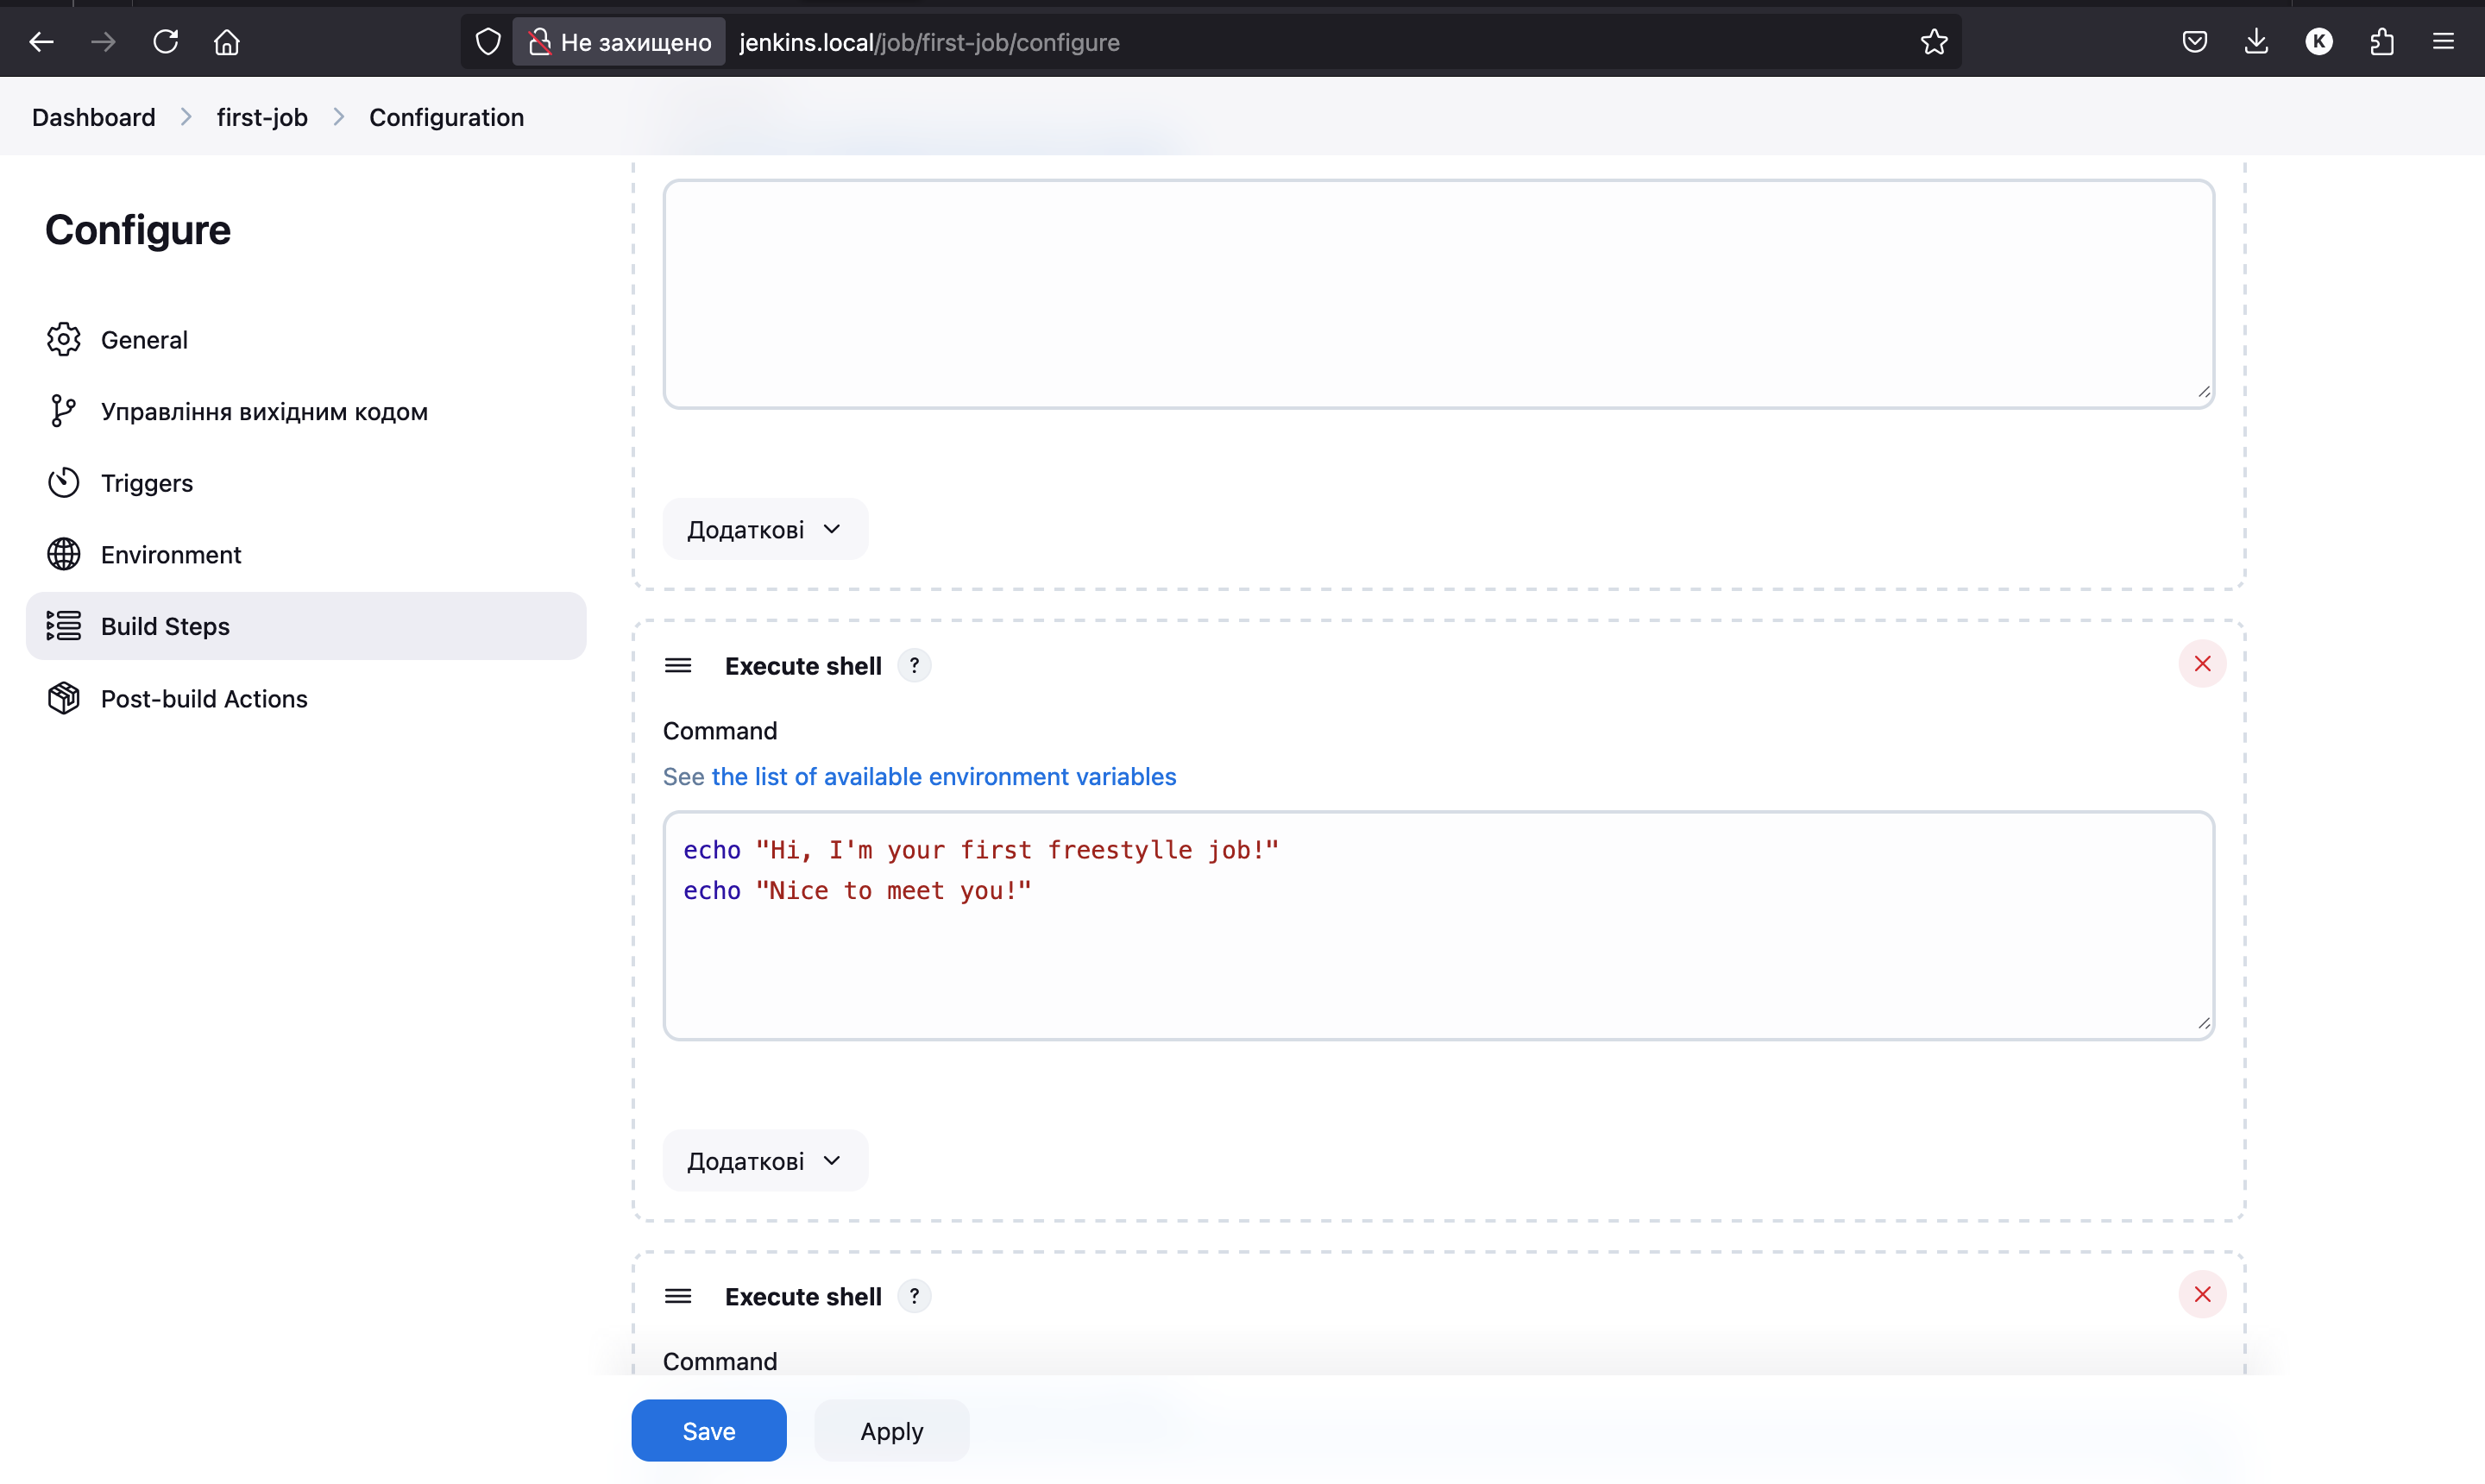 Не захищено jenkins.local/job/first-job/configure K
Dashboard > first-job > Configuration
Configure
General
Управління вихідним кодом
Triggers
Environment
Build Steps
Post-build Actions
Додаткові
Execute shell ?
Command
See the list of available environment variables
echo "Hi, I'm your first freestylle job!"
echo "Nice to meet you!"
Додаткові
Execute shell ?
Command
Save Apply